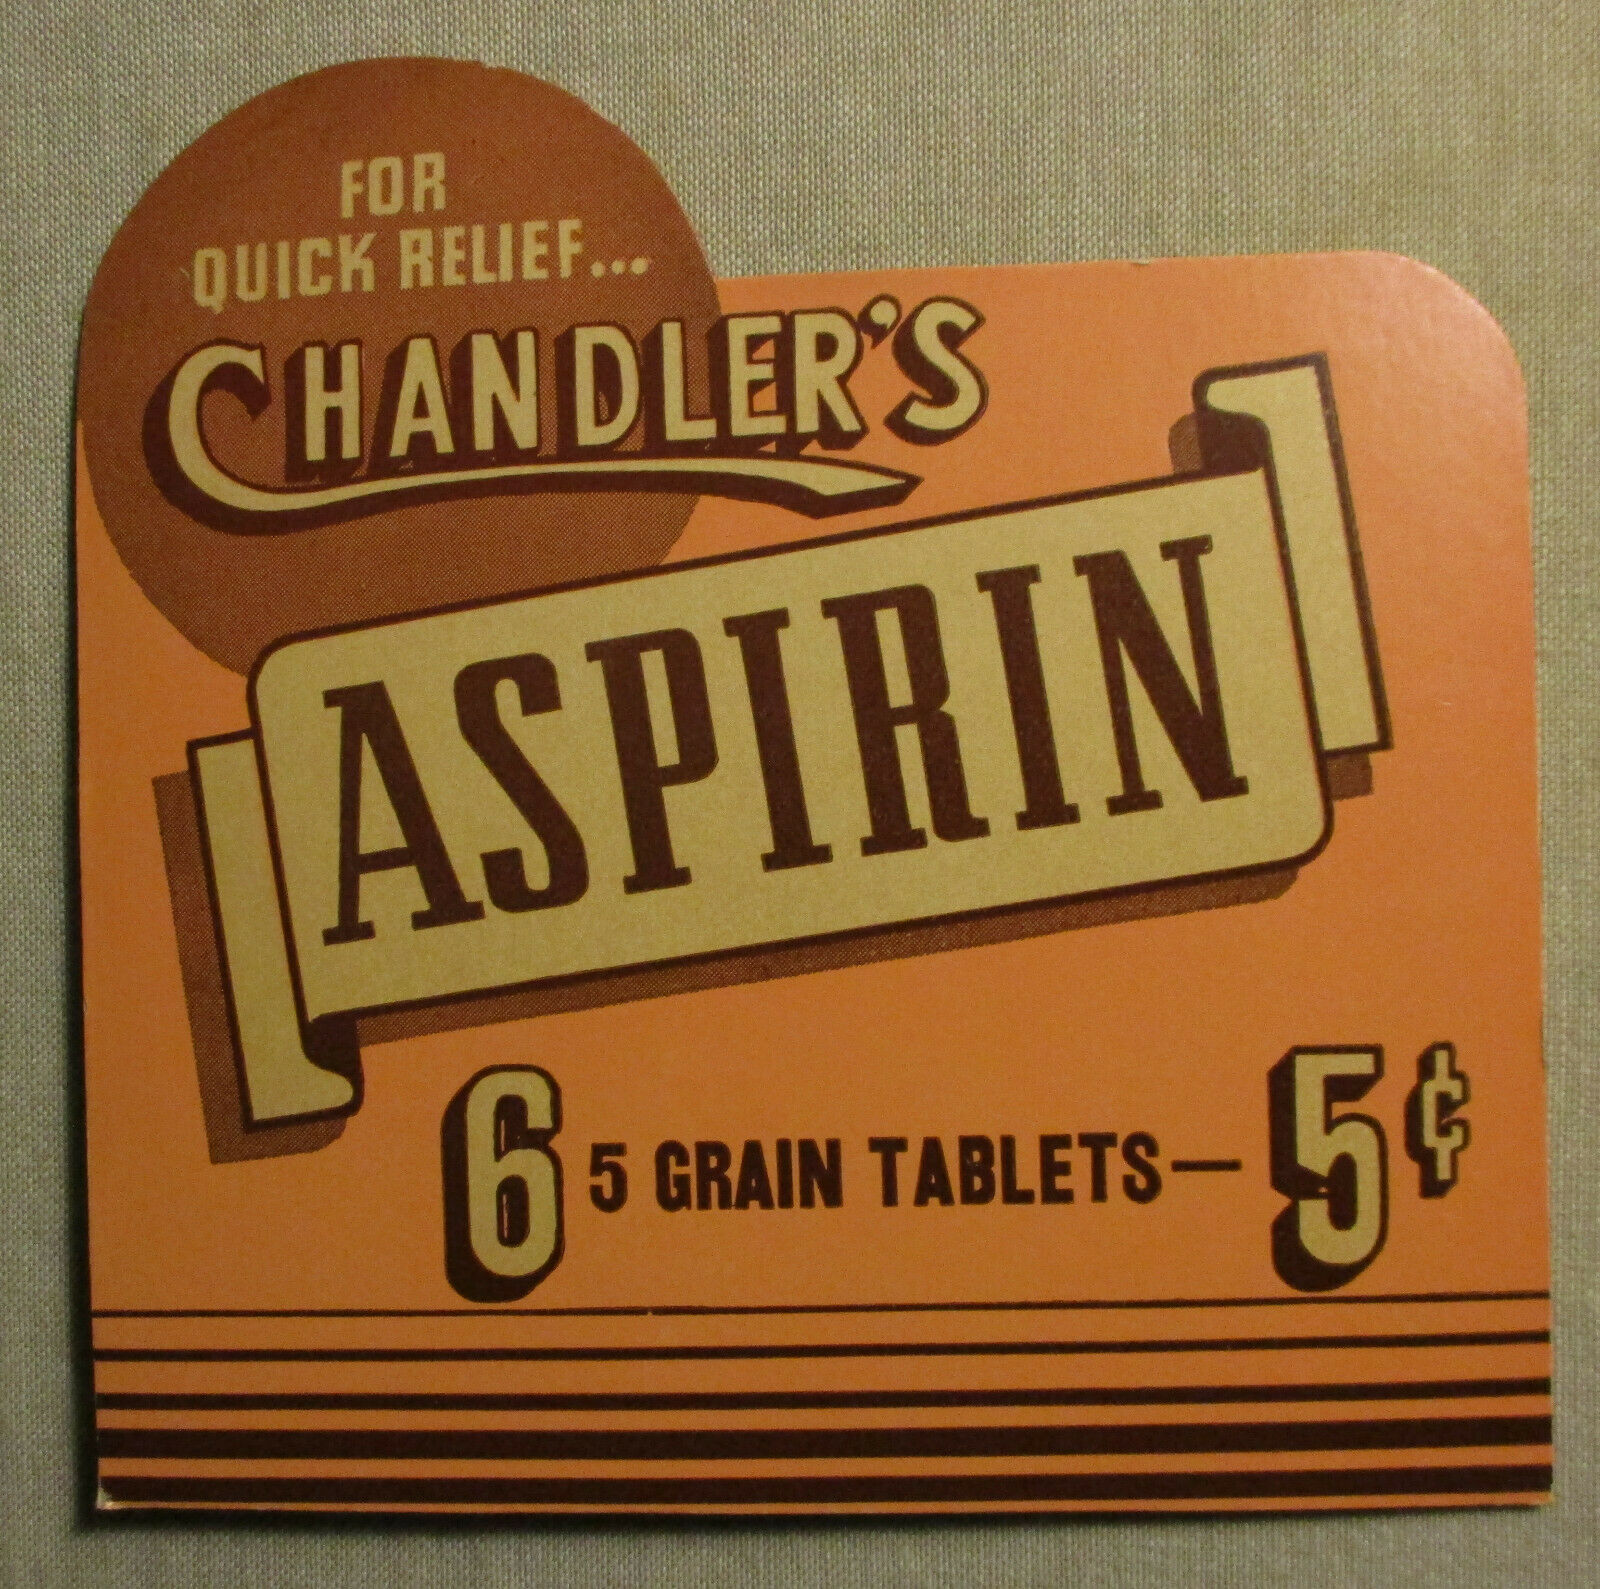 FOR
QUICK RELIEF...
CHANDLER'S
ASPIRIN
6 5 GRAIN TABLETS — 5¢